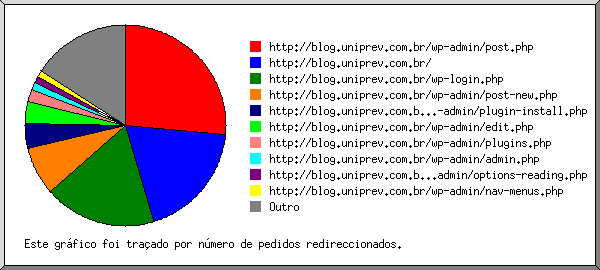 http://blog.uniprev.com.br/wp-admin/post.php
http://blog.uniprev.com.br/
http://blog.uniprev.com.br/wp-login.php
http://blog.uniprev.com.br/wp-admin/post-new.php
http://blog.uniprev.com.b...-admin/plugin-install.php
http://blog.uniprev.com.br/wp-admin/edit.php
http://blog.uniprev.com.br/wp-admin/plugins.php
http://blog.uniprev.com.br/wp-admin/admin.php
http://blog.uniprev.com.b...admin/options-reading.php
http://blog.uniprev.com.br/wp-admin/nav-menus.php
Outro
Este gráfico foi traçado por número de pedidos redireccionados.